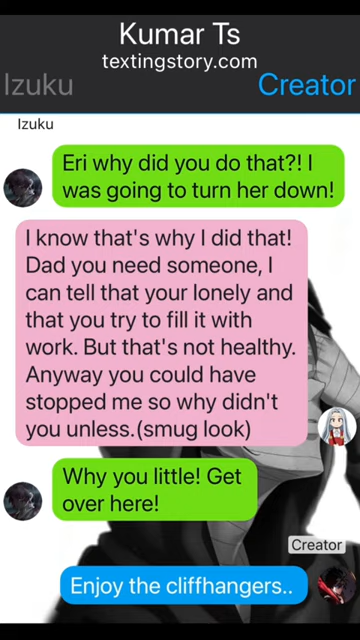 Kumar Ts
textingstory.com
Izuku
Creator
Izuku
Eri why did you do that?! I
was going to turn her down!
I know that's why I did that!
Dad you need someone, I
can tell that your lonely and
that you try to fill it with
work. But that's not healthy.
Anyway you could have
stopped me so why didn't
you unless.(smug look)
Why you little! Get
over here!
Creator
Enjoy the cliffhangers..